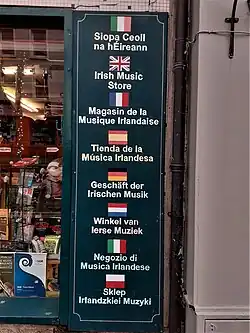 Siopa Ceoil
na hÉireann
Irish Music
Store
Magasin de la
Musique Irlandaise
Tienda de la
Música Irlandesa
Geschäft der
Irischen Musik
Winkel van
Ierse Muziek
Negozio di
Musica Irlandese
Sklep
Irlandzkiej Muzyki